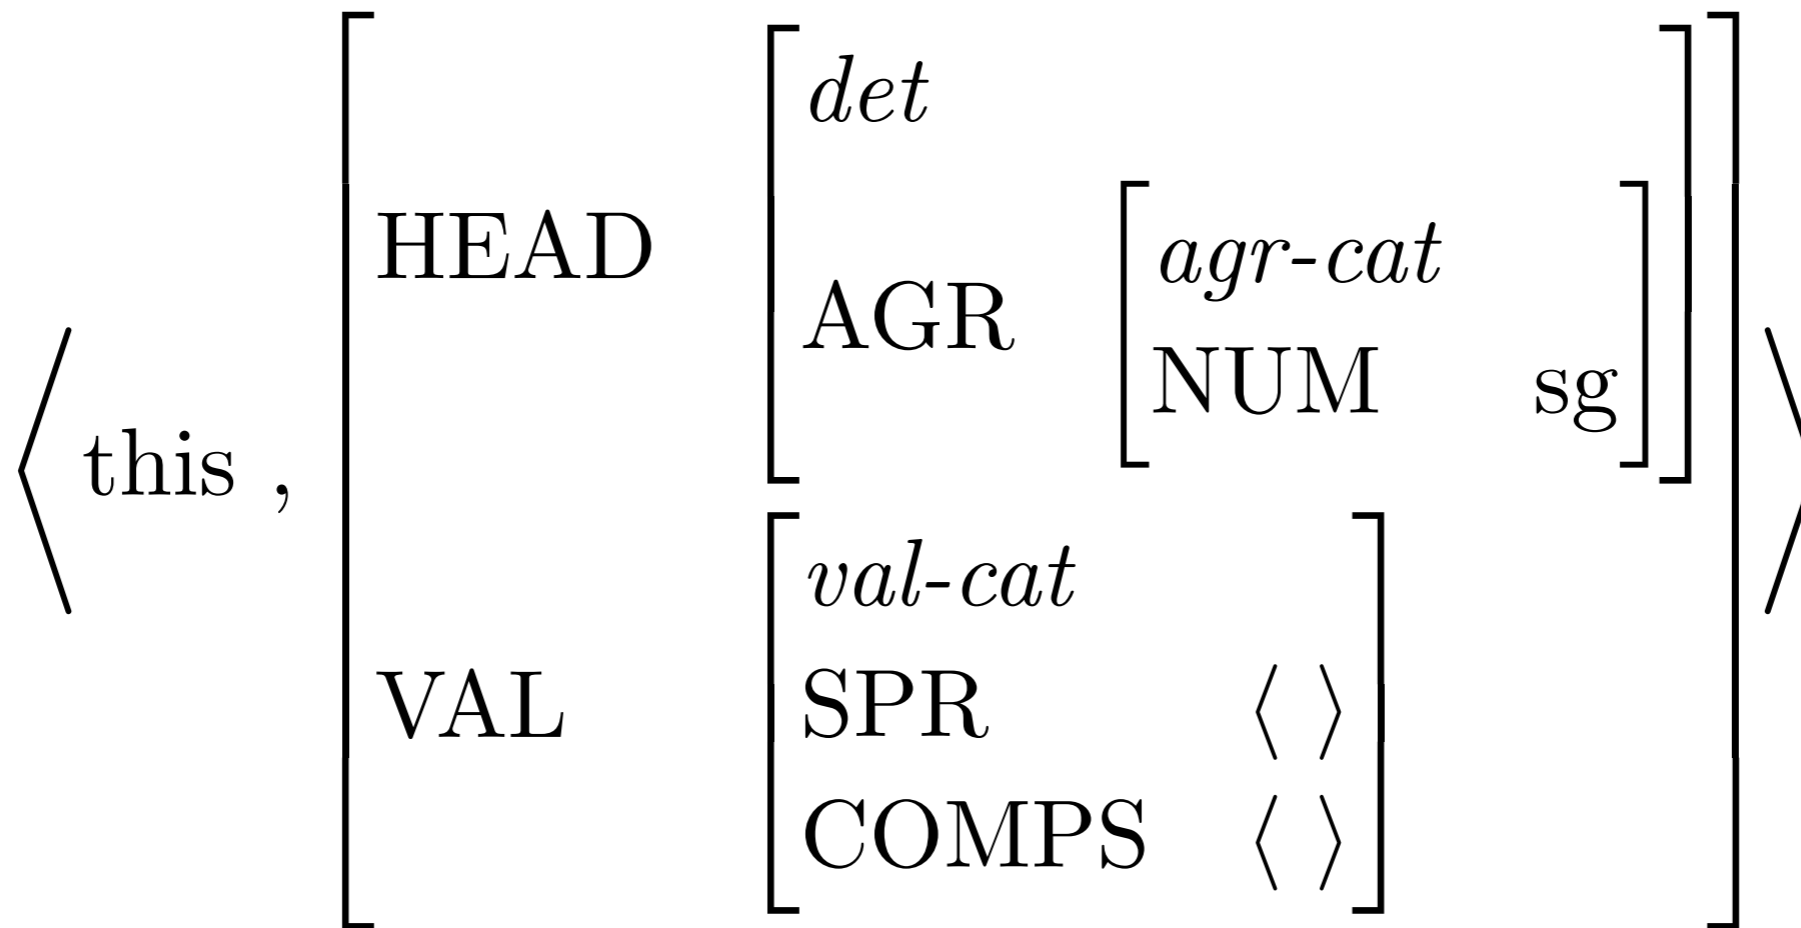 det
HEAD
agr-cat
AGR
NUM sg
⟨ this ,
⟩
val-cat
VAL SPR ⟨ ⟩
COMPS ⟨ ⟩